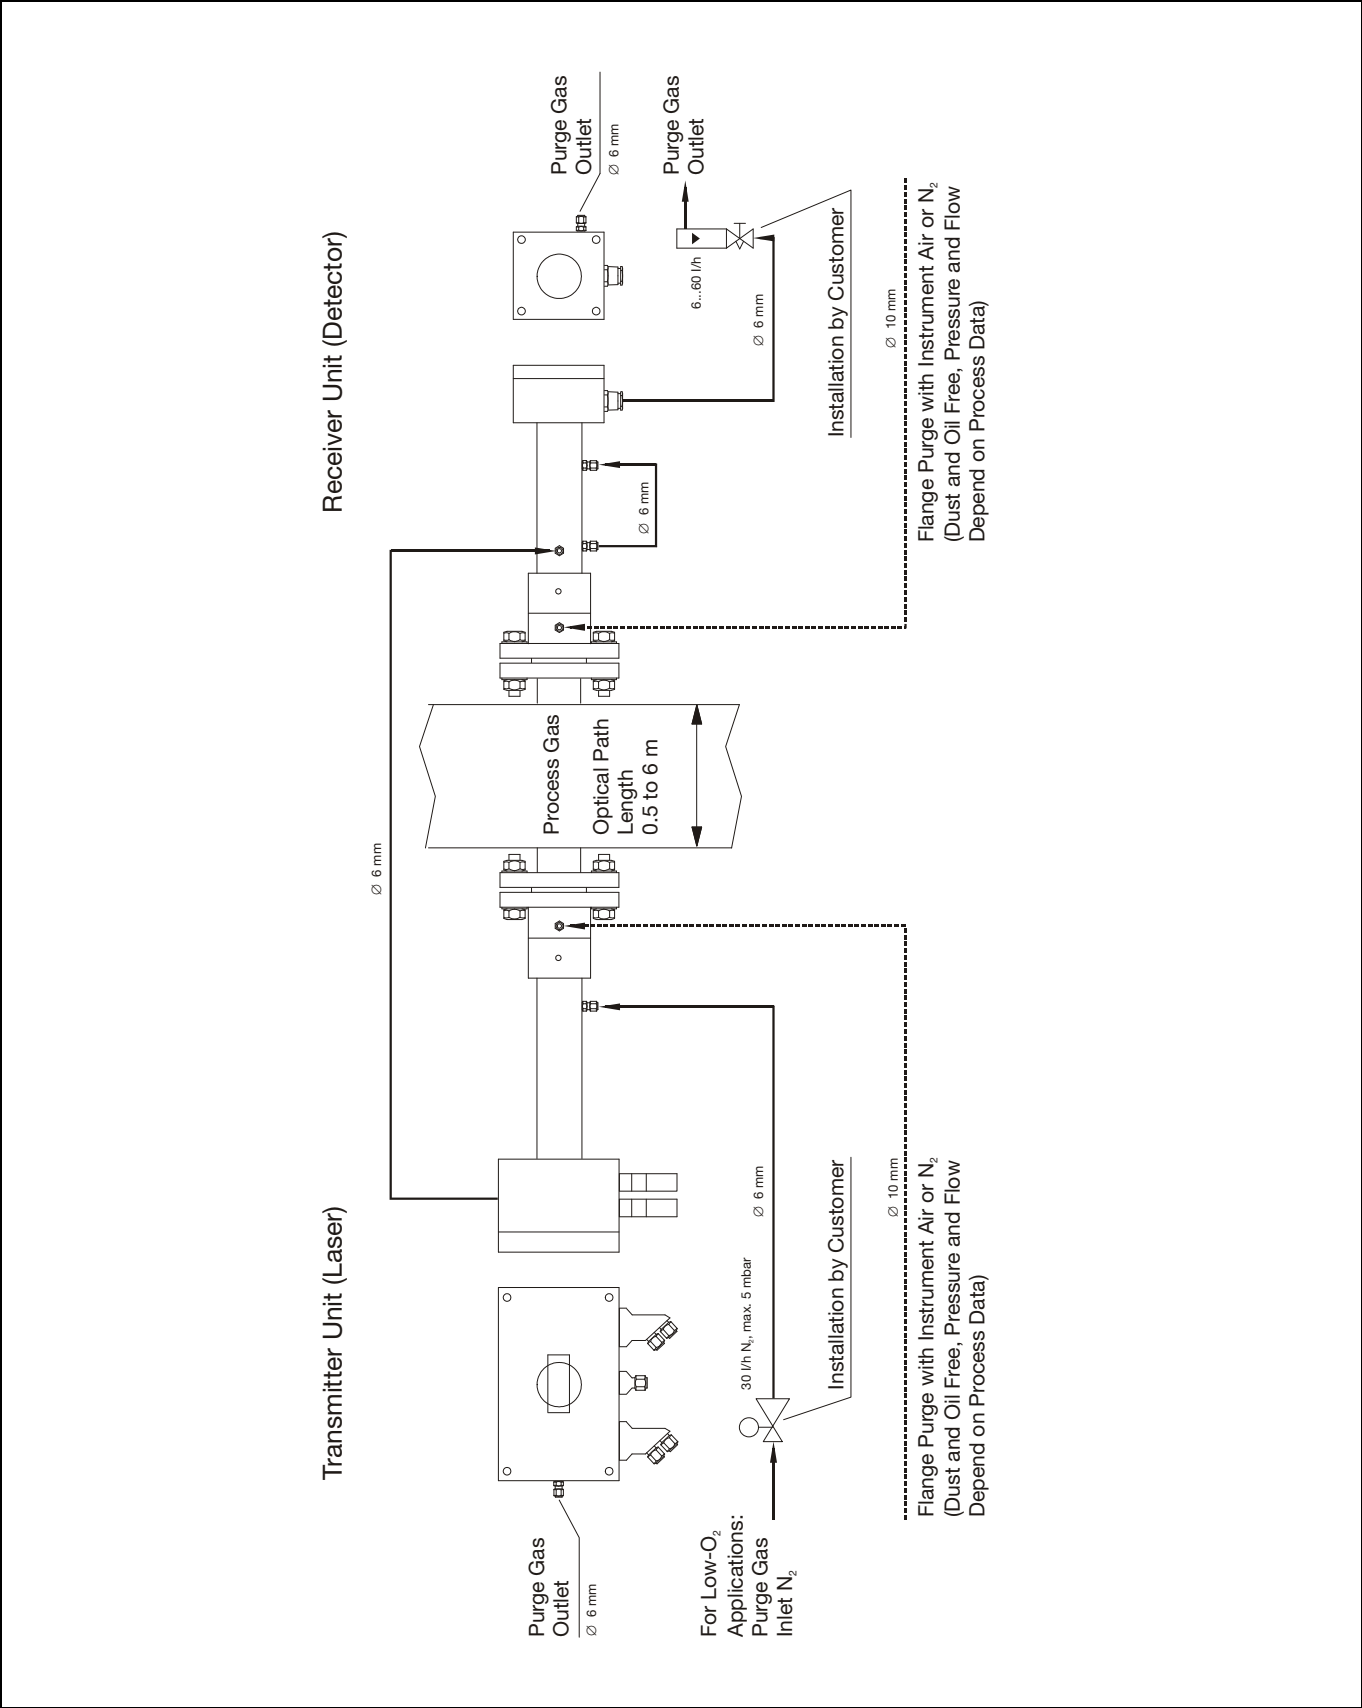 Transmitter Unit (Laser)
Receiver Unit (Detector)
Ø 6 mm
Purge Gas
Outlet
Ø 6 mm
Process Gas
Optical Path
Length
0.5 to 6 m
Ø 6 mm
Purge Gas
Outlet
Ø 6 mm
For Low-O₂
Applications:
Purge Gas
Inlet N₂
30 l/h N₂, max. 5 mbar
Ø 6 mm
Installation by Customer
6...60 l/h
Purge Gas
Outlet
Ø 6 mm
Installation by Customer
Ø 10 mm
Flange Purge with Instrument Air or N₂
(Dust and Oil Free, Pressure and Flow
Depend on Process Data)
Ø 10 mm
Flange Purge with Instrument Air or N₂
(Dust and Oil Free, Pressure and Flow
Depend on Process Data)